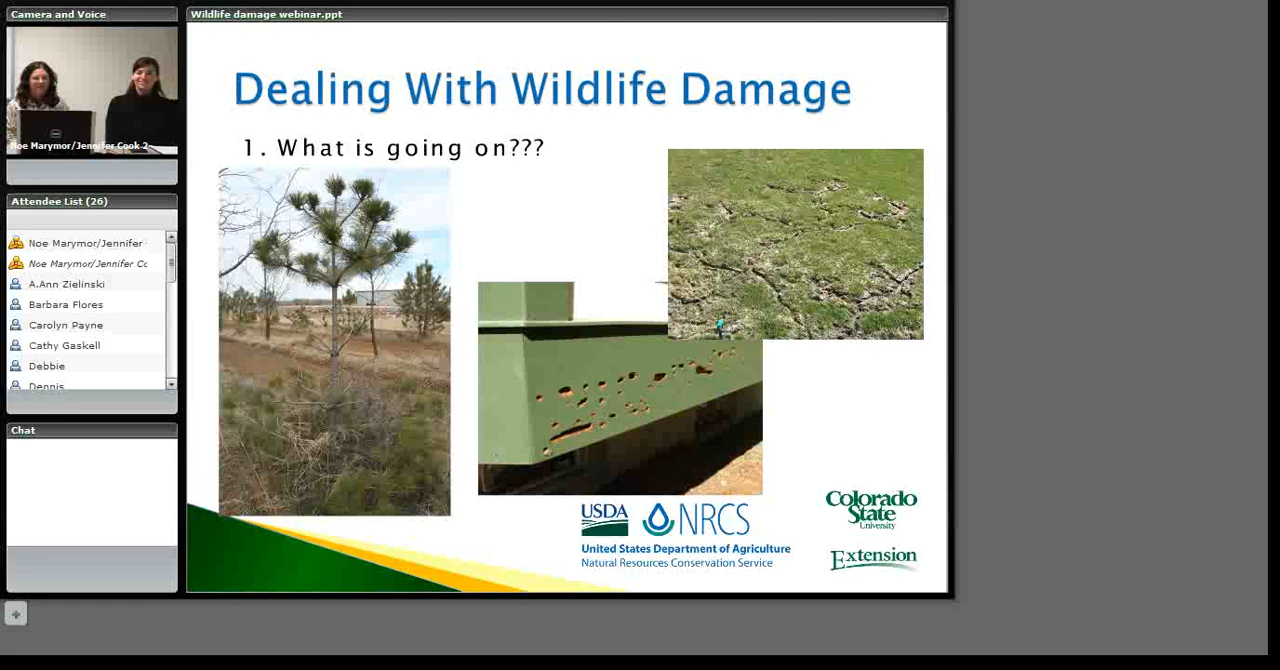 Camera and Voice
Noe Marymor/Jennifer Cook 2
Attendee List (26)
Noe Marymor/Jennifer
Noe Marymor/Jennifer Cc
A.Ann Zielinski
Barbara Flores
Carolyn Payne
Cathy Gaskell
Debbie
Dennis
Chat
Wildlife damage webinar.ppt
Dealing With Wildlife Damage
1. What is going on???
USDA NRCS
United States Department of Agriculture
Natural Resources Conservation Service
Colorado
State
University
Extension